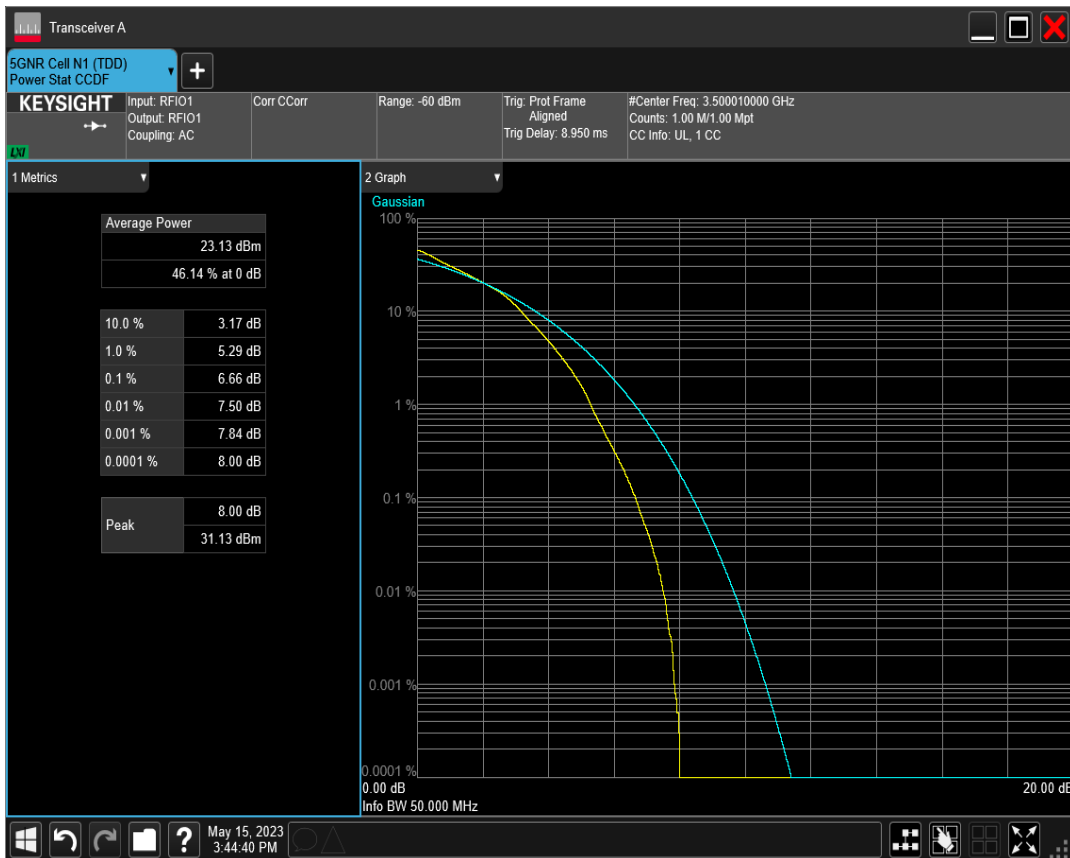 Transceiver A
5GNR Cell N1 (TDD)
Power Stat CCDF
KEYSIGHT
LXI
Input: RFIO1
Output: RFIO1
Coupling: AC
Corr CCorr
Range: -60 dBm
Trig: Prot Frame
Aligned
Trig Delay: 8.950 ms
#Center Freq: 3.500010000 GHz
Counts: 1.00 M/1.00 Mpt
CC Info: UL, 1 CC
1 Metrics
Average Power
23.13 dBm
46.14 % at 0 dB
10.0 % 3.17 dB
1.0 % 5.29 dB
0.1 % 6.66 dB
0.01 % 7.50 dB
0.001 % 7.84 dB
0.0001 % 8.00 dB
Peak 8.00 dB
31.13 dBm
2 Graph
Gaussian
100 %
10 %
1 %
0.1 %
0.01 %
0.001 %
0.0001 %
0.00 dB 20.00 dB
Info BW 50.000 MHz
? May 15, 2023
3:44:40 PM